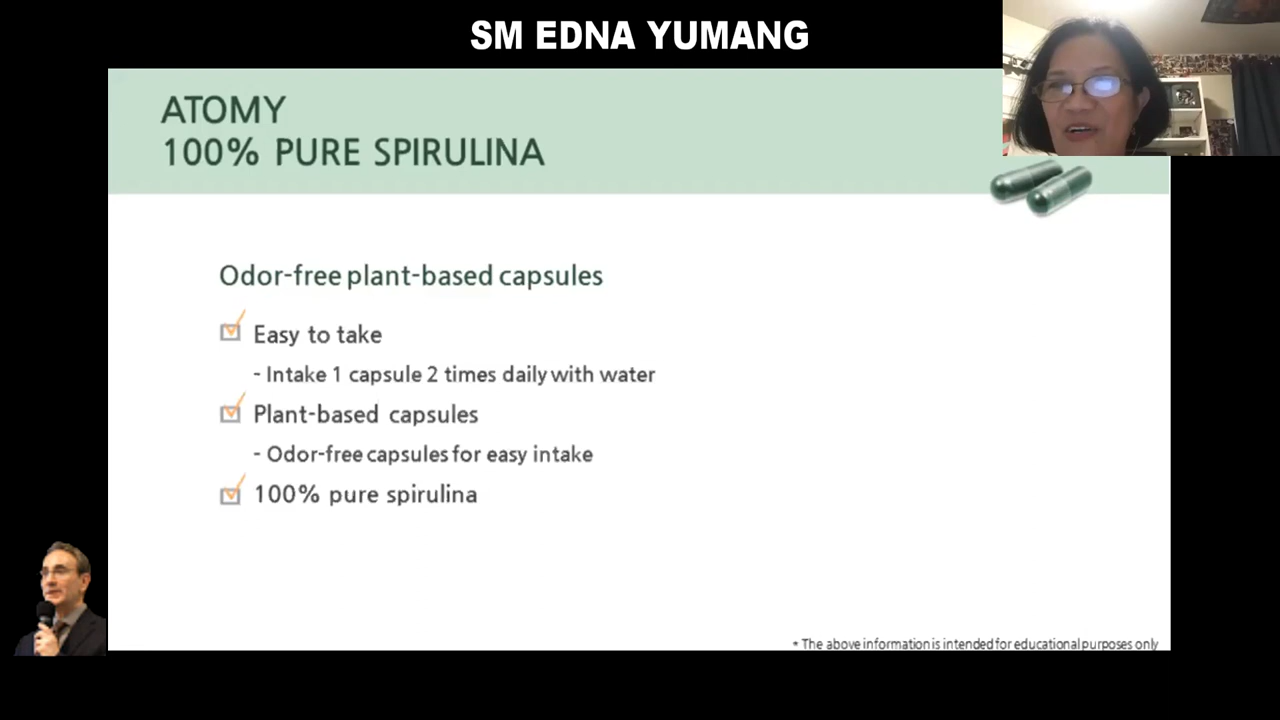 SM EDNA YUMANG
ATOMY
100% PURE SPIRULINA
Odor-free plant-based capsules
Easy to take
- Intake 1 capsule 2 times daily with water
Plant-based capsules
- Odor-free capsules for easy intake
100% pure spirulina
* The above information is intended for educational purposes only